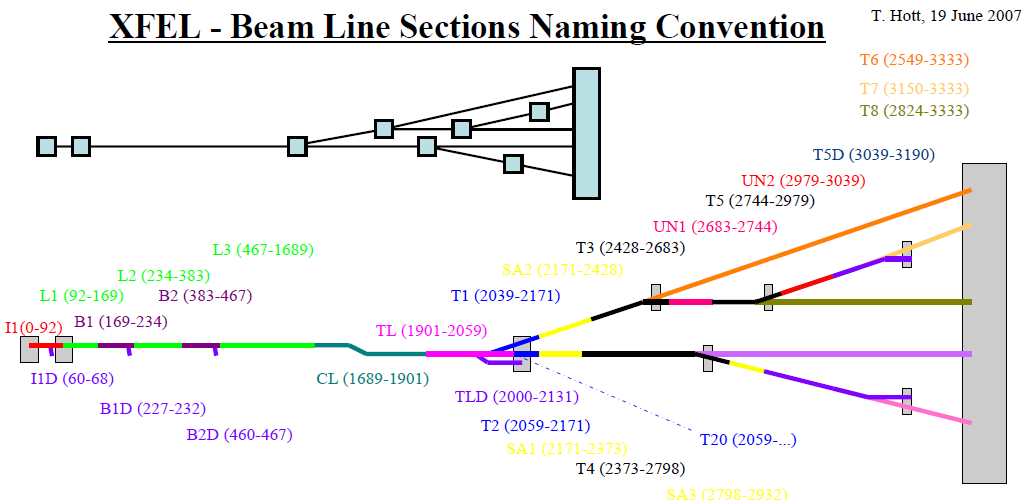 XFEL - Beam Line Sections Naming Convention
T. Hott, 19 June 2007
T6 (2549-3333)
T7 (3150-3333)
T8 (2824-3333)
T5D (3039-3190)
UN2 (2979-3039)
T5 (2744-2979)
UN1 (2683-2744)
T3 (2428-2683)
L3 (467-1689)
SA2 (2171-2428)
L2 (234-383)
L1 (92-169)
B2 (383-467)
T1 (2039-2171)
B1 (169-234)
I1(0-92)
TL (1901-2059)
I1D (60-68)
CL (1689-1901)
TLD (2000-2131)
B1D (227-232)
T2 (2059-2171)
B2D (460-467)
T20 (2059-...)
SA1 (2171-2373)
T4 (2373-2798)
SA3 (2798-2932)